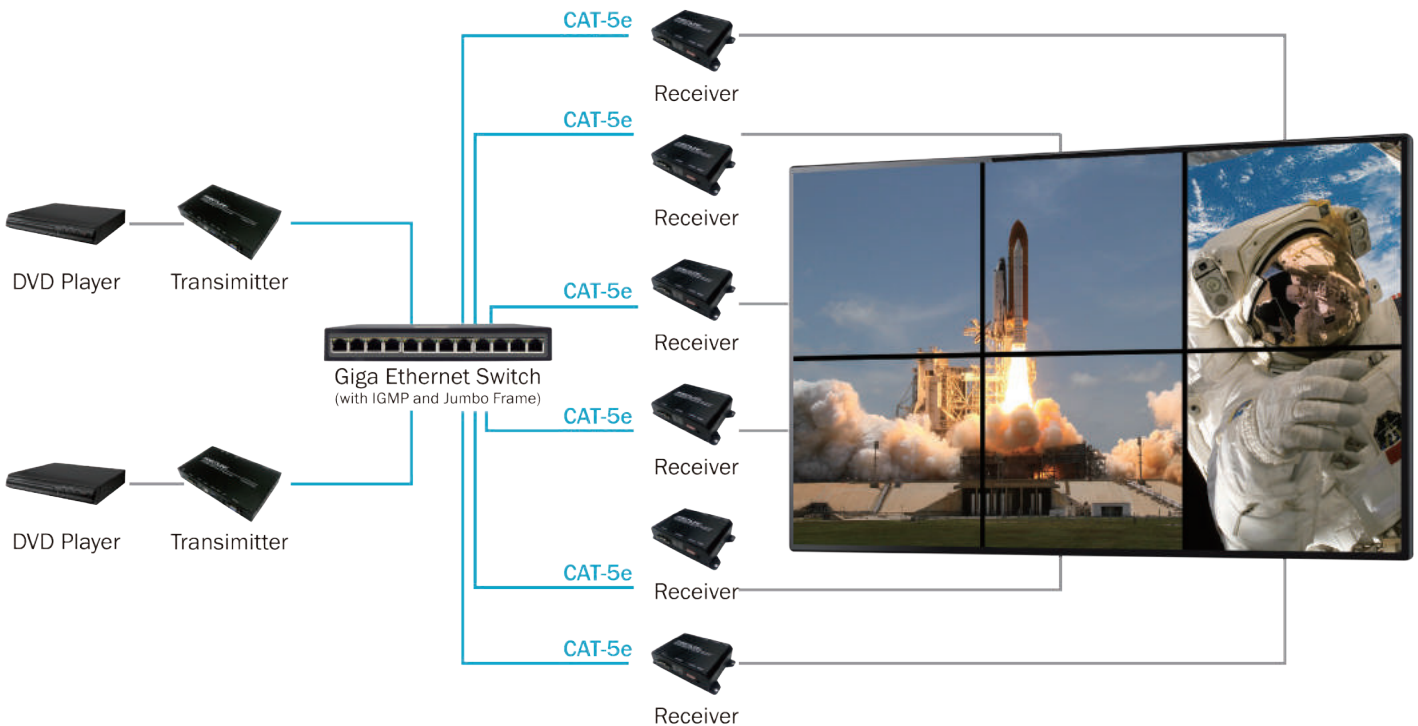 CAT-5e
Receiver
CAT-5e
Receiver
DVD Player
Transimitter
CAT-5e
Receiver
Giga Ethernet Switch
(with IGMP and Jumbo Frame)
CAT-5e
Receiver
DVD Player
Transimitter
CAT-5e
Receiver
CAT-5e
Receiver